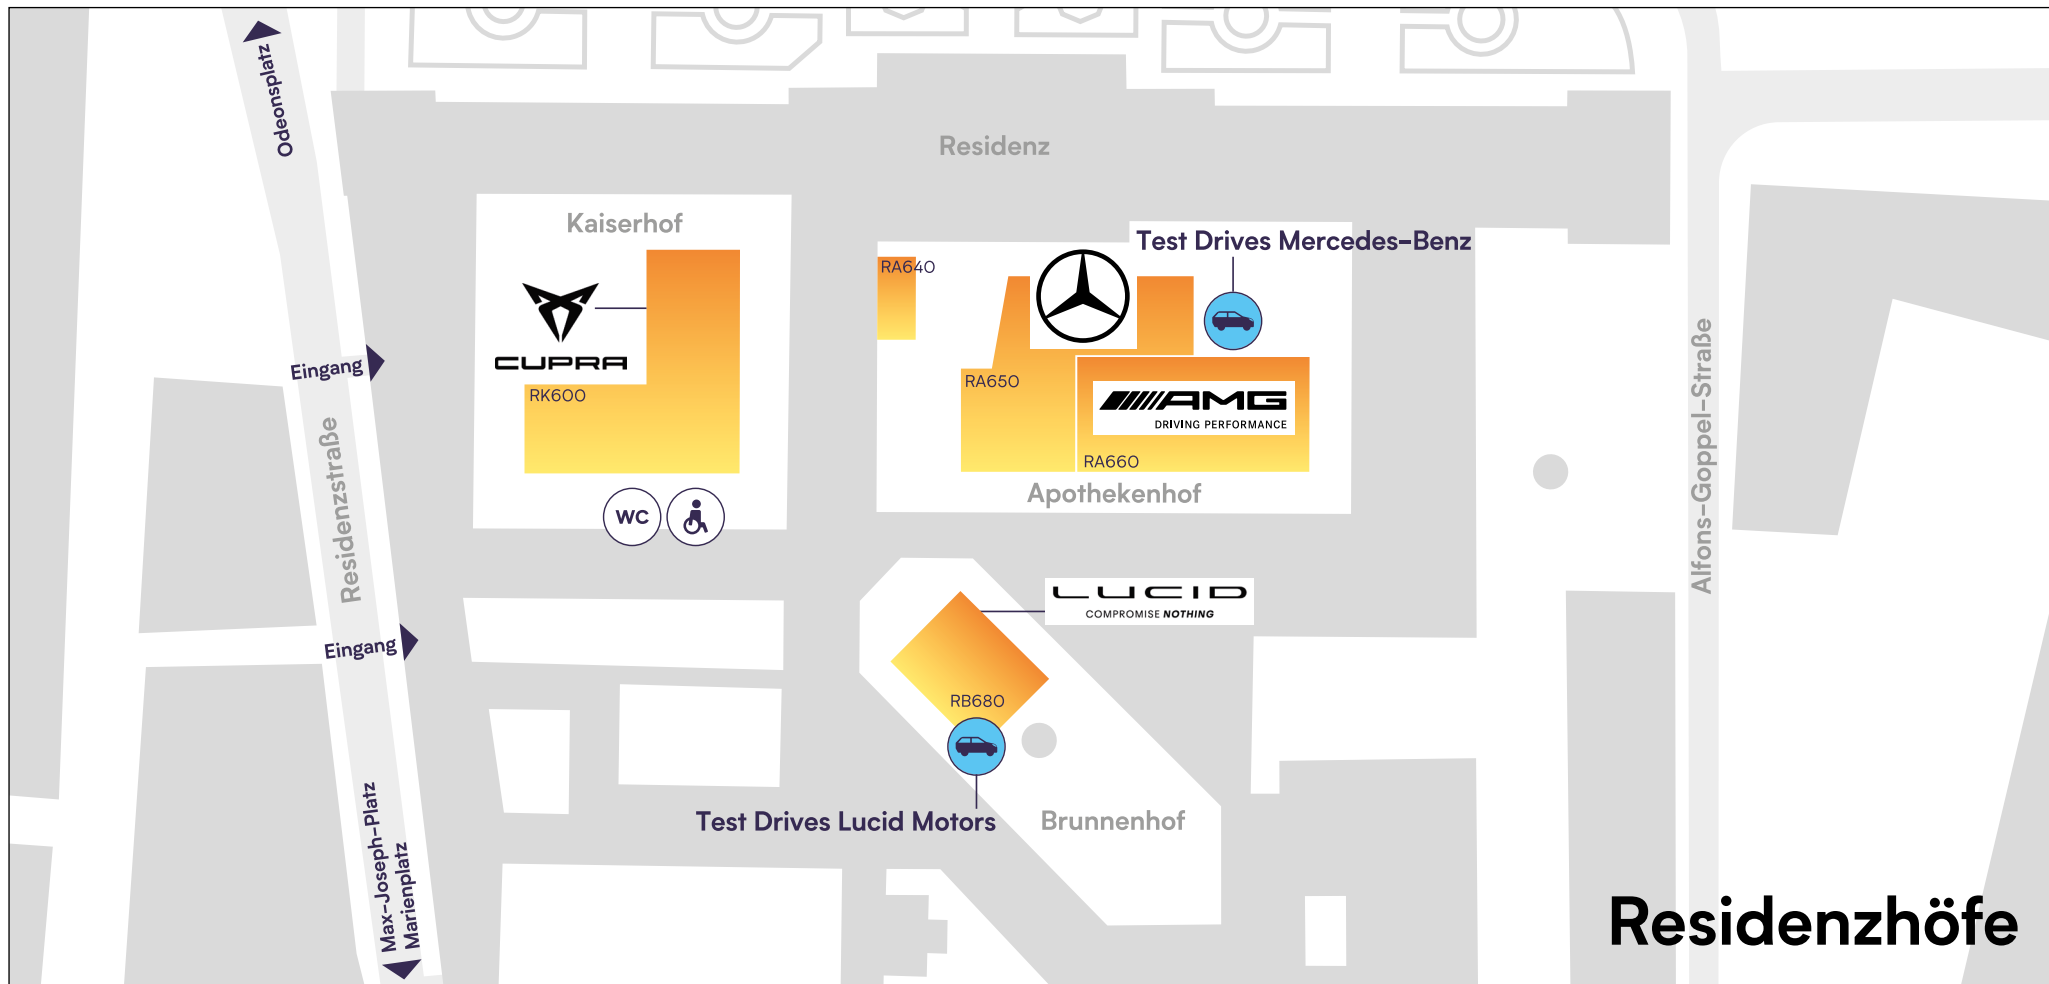 Odeonsplatz
Residenz
Kaiserhof
Test Drives Mercedes-Benz
RA640
CUPRA
Eingang
RK600
RA650
AMG
DRIVING PERFORMANCE
RA660
Apothekenhof
WC
Residenzstraße
Alfons-Goppel-Straße
LUCID
COMPROMISE NOTHING
Eingang
RB680
Test Drives Lucid Motors
Brunnenhof
Max-Joseph-Platz
Marienplatz
Residenzhöfe